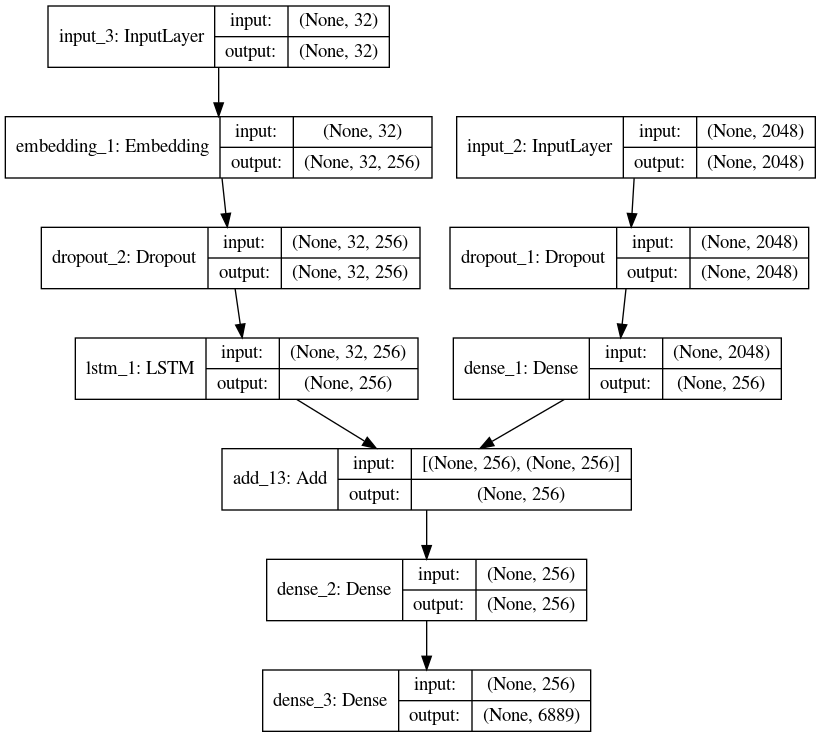 input_3: InputLayer
input: (None, 32)
output: (None, 32)
embedding_1: Embedding
input: (None, 32)
output: (None, 32, 256)
input_2: InputLayer
input: (None, 2048)
output: (None, 2048)
dropout_2: Dropout
input: (None, 32, 256)
output: (None, 32, 256)
dropout_1: Dropout
input: (None, 2048)
output: (None, 2048)
lstm_1: LSTM
input: (None, 32, 256)
output: (None, 256)
dense_1: Dense
input: (None, 2048)
output: (None, 256)
add_13: Add
input: [(None, 256), (None, 256)]
output: (None, 256)
dense_2: Dense
input: (None, 256)
output: (None, 256)
dense_3: Dense
input: (None, 256)
output: (None, 6889)